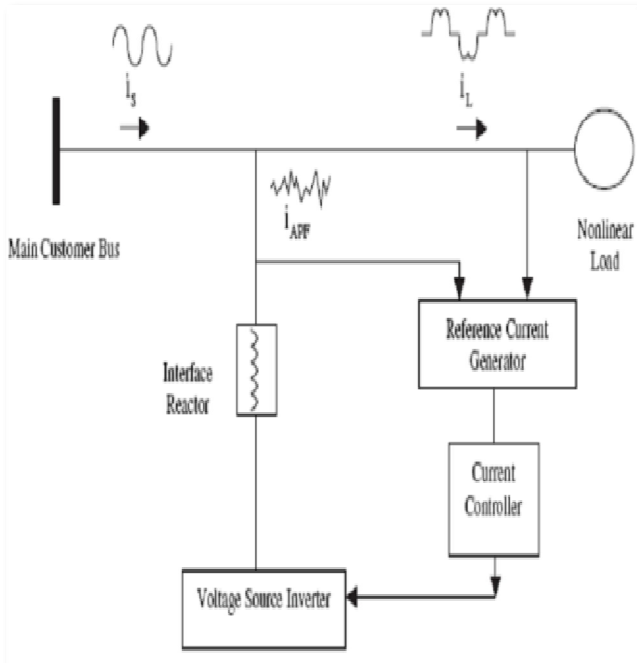 i_S
i_L
Main Customer Bus
i_APF
Nonlinear
Load
Reference Current
Generator
Interface
Reactor
Current
Controller
Voltage Source Inverter